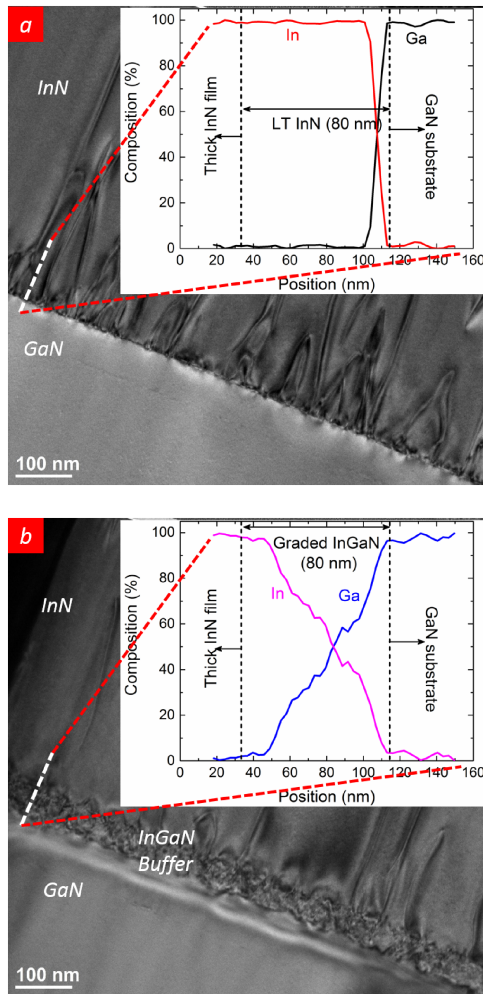 a
InN
GaN
100 nm
Composition (%)
100
80
60
40
20
0
In
Ga
Thick InN film
LT InN (80 nm)
GaN substrate
0 20 40 60 80 100 120 140 160
Position (nm)
b
InN
InGaN
Buffer
GaN
100 nm
Composition (%)
100
80
60
40
20
0
Graded InGaN
(80 nm)
In
Ga
Thick InN film
GaN substrate
0 20 40 60 80 100 120 140 160
Position (nm)